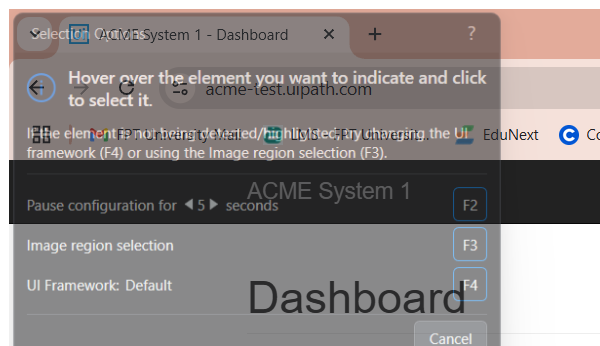 Selection Options
ACME System 1 - Dashboard
?
Hover over the element you want to indicate and click
to select it.
acme-test.uipath.com
If the element is not being detected/highlighted, try changing the UI
framework (F4) or using the Image region selection (F3).
FPT University
EduNext
ACME System 1
Pause configuration for 5 seconds
F2
Image region selection
F3
UI Framework: Default
F4
Dashboard
Cancel